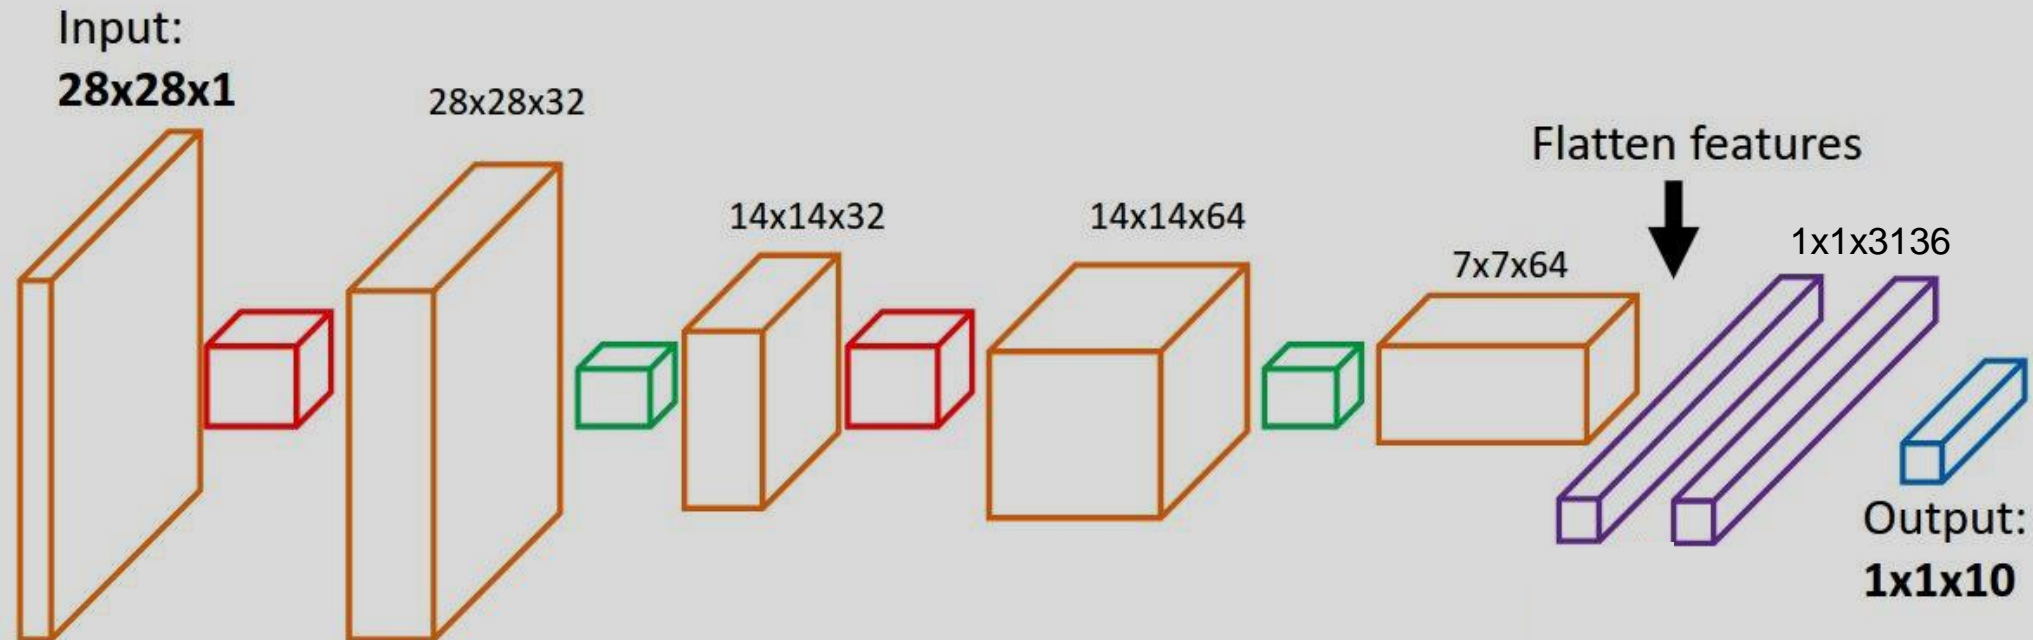 Input:
28x28x1
28x28x32
14x14x32
14x14x64
7x7x64
Flatten features
1x1x3136
Output:
1x1x10